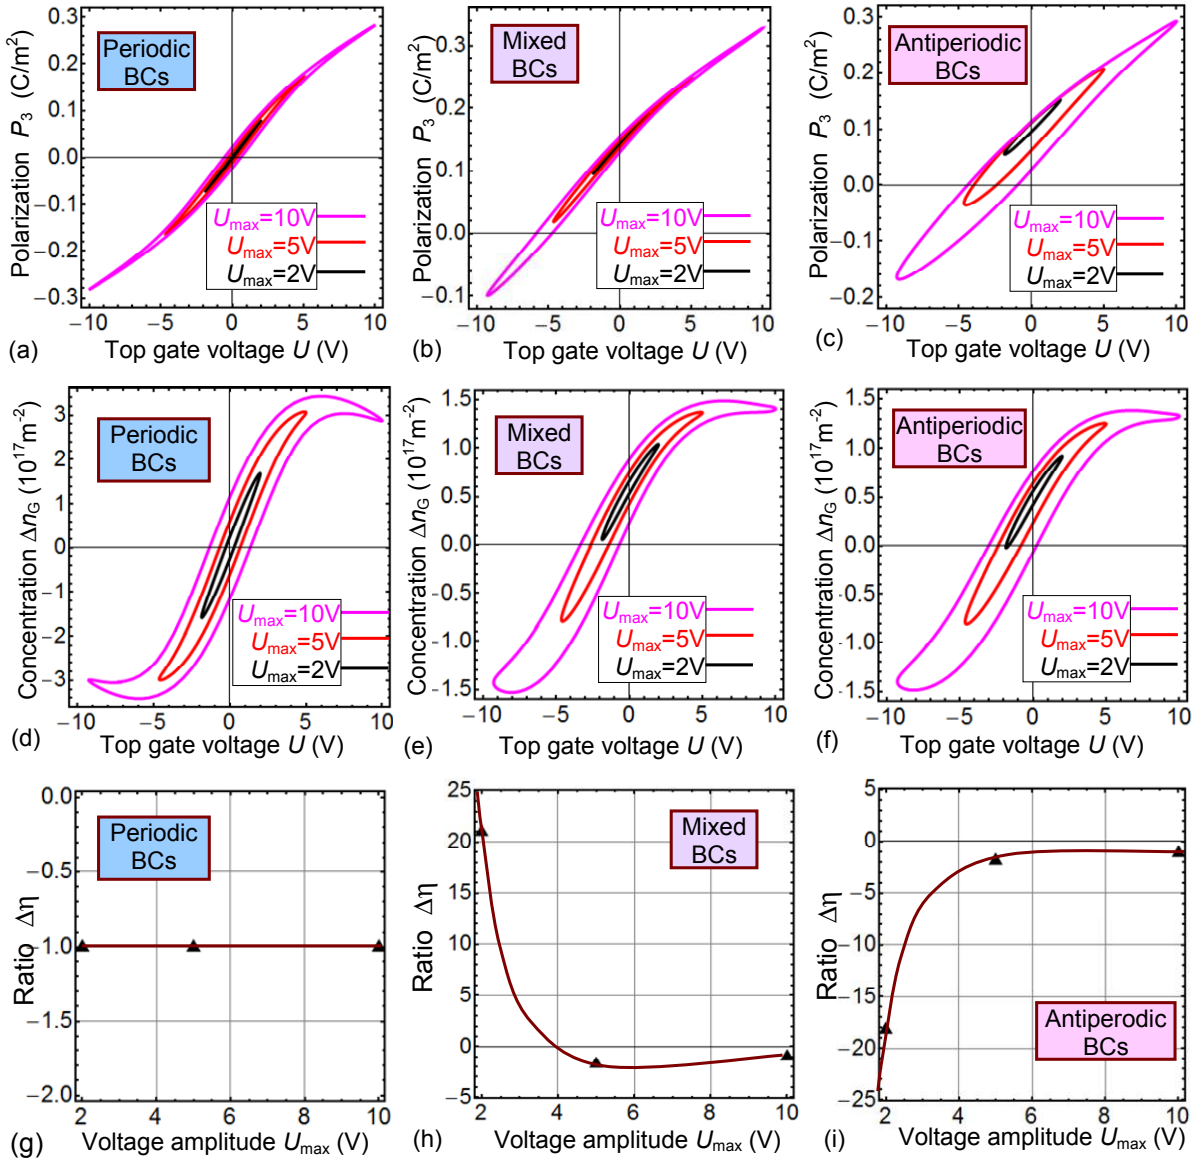 Polarization P3 (C/m2)
0.3
0.2
0.1
0.0
−0.1
−0.2
−0.3
Periodic
BCs
Umax=10V
Umax=5V
Umax=2V
−10 −5 0 5 10
(a) Top gate voltage U (V)
Polarization P3 (C/m2)
0.3
0.2
0.1
0.0
−0.1
Mixed
BCs
Umax=10V
Umax=5V
Umax=2V
−10 −5 0 5 10
(b) Top gate voltage U (V)
Polarization P3 (C/m2)
0.3
0.2
0.1
0.0
−0.1
−0.2
Antiperiodic
BCs
Umax=10V
Umax=5V
Umax=2V
−10 −5 0 5 10
(c) Top gate voltage U (V)
Concentration ΔnG (1017m-2)
3
2
1
0
−1
−2
−3
Periodic
BCs
Umax=10V
Umax=5V
Umax=2V
−10 −5 0 5 10
(d) Top gate voltage U (V)
Concentration ΔnG (1017m-2)
1.5
1.0
0.5
0.0
−0.5
−1.0
−1.5
Mixed
BCs
Umax=10V
Umax=5V
Umax=2V
−10 −5 0 5 10
(e) Top gate voltage U (V)
Concentration ΔnG (1017m-2)
1.5
1.0
0.5
0.0
−0.5
−1.0
−1.5
Antiperiodic
BCs
Umax=10V
Umax=5V
Umax=2V
−10 −5 0 5 10
(f) Top gate voltage U (V)
Ratio Δη
0.0
−0.5
−1.0
−1.5
−2.0
Periodic
BCs
2 4 6 8 10
(g) Voltage amplitude Umax (V)
Ratio Δη
25
20
15
10
5
0
−5
Mixed
BCs
2 4 6 8 10
(h) Voltage amplitude Umax (V)
Ratio Δη
5
0
−5
−10
−15
−20
−25
Antiperodic
BCs
2 4 6 8 10
(i) Voltage amplitude Umax (V)